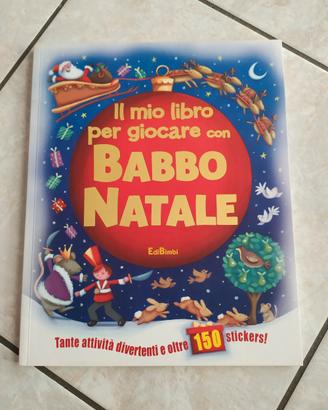 Il mio libro
per giocare con
BABBO
NATALE
EdiBimbi
Tante attività divertenti e oltre 150 stickers!